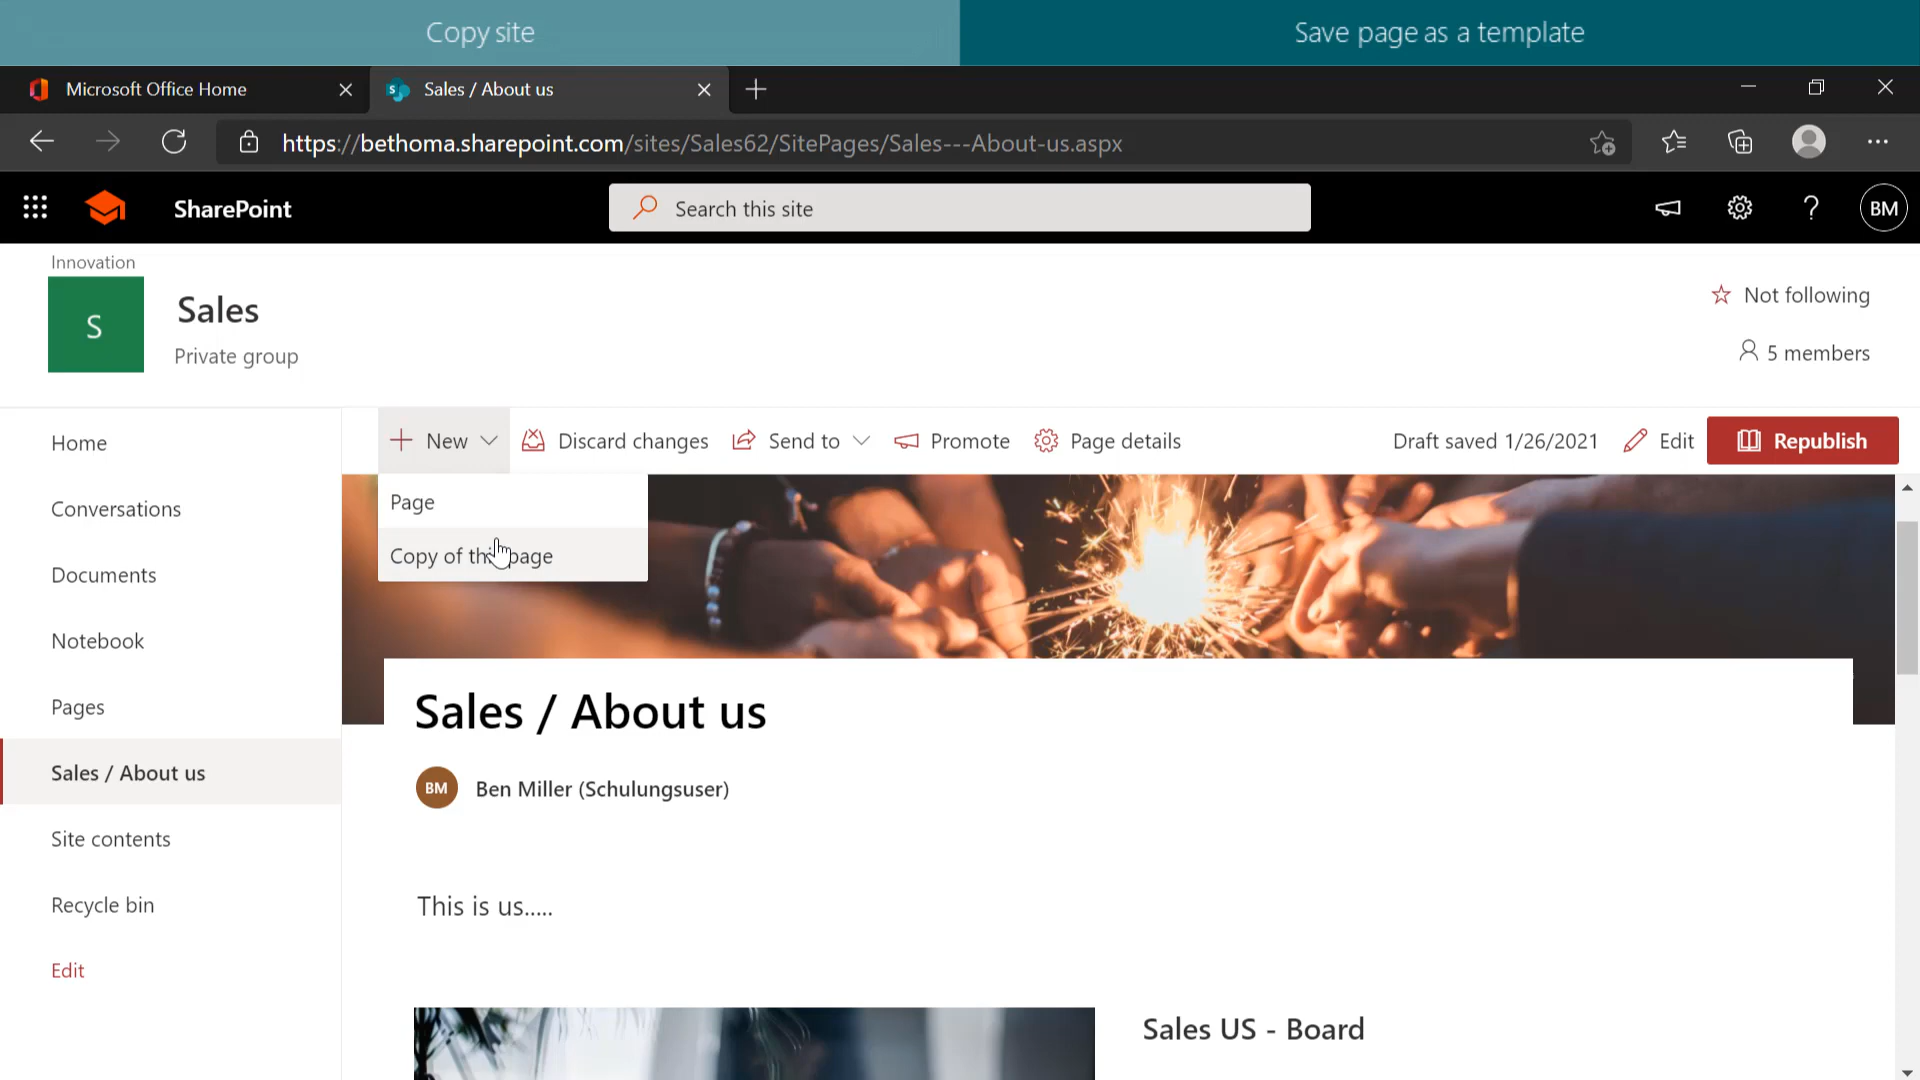 Copy site
Save page as a template
Microsoft Office Home
Sales / About us
https://bethoma.sharepoint.com/sites/Sales62/SitePages/Sales---About-us.aspx
SharePoint
Search this site
BM
Innovation
S
Sales
Private group
Not following
5 members
Home
Conversations
Documents
Notebook
Pages
Sales / About us
Site contents
Recycle bin
Edit
New
Discard changes
Send to
Promote
Page details
Draft saved 1/26/2021
Edit
Republish
Page
Copy of this page
Sales / About us
BM
Ben Miller (Schulungsuser)
This is us.....
Sales US - Board